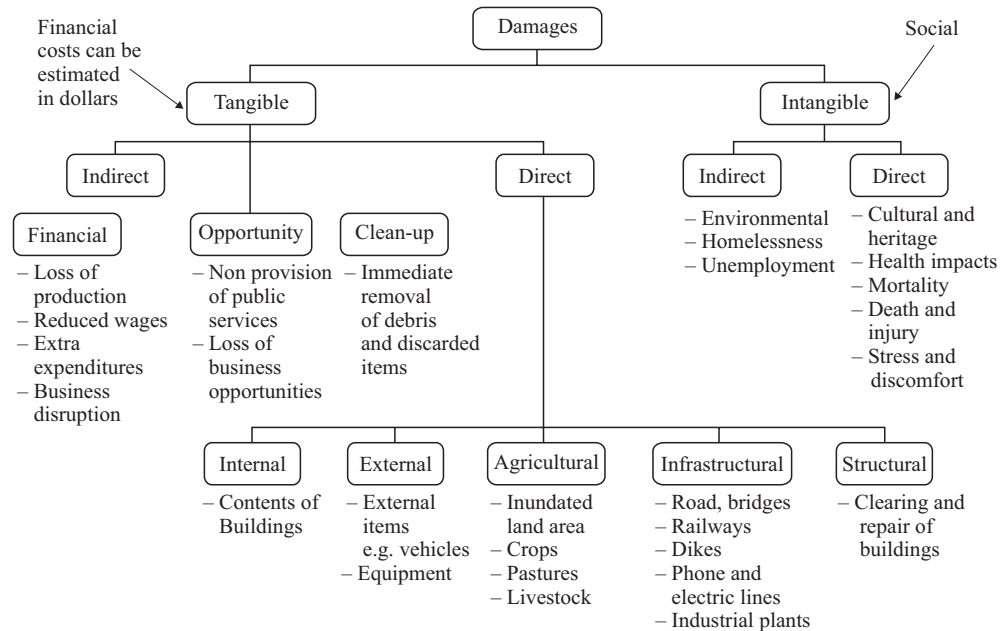 Damages
Financial
costs can be
estimated
in dollars
Social
Tangible
Intangible
Indirect
Direct
Indirect
Direct
– Environmental
– Homelessness
– Unemployment
– Cultural and
heritage
– Health impacts
– Mortality
– Death and
injury
– Stress and
discomfort
Financial
– Loss of
production
– Reduced wages
– Extra
expenditures
– Business
disruption
Opportunity
– Non provision
of public
services
– Loss of
business
opportunities
Clean-up
– Immediate
removal
of debris
and discarded
items
Internal
– Contents of
Buildings
External
– External
items
e.g. vehicles
– Equipment
Agricultural
– Inundated
land area
– Crops
– Pastures
– Livestock
Infrastructural
– Road, bridges
– Railways
– Dikes
– Phone and
electric lines
– Industrial plants
Structural
– Clearing and
repair of
buildings